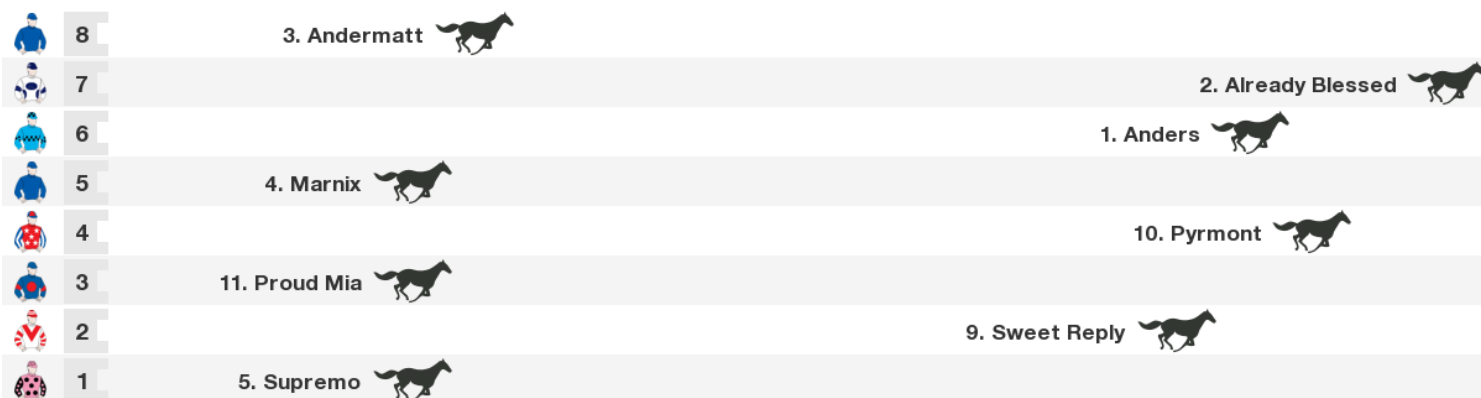 8 3. Andermatt
7 2. Already Blessed
6 1. Anders
5 4. Marnix
4 10. Pyrmont
3 11. Proud Mia
2 9. Sweet Reply
1 5. Supremo